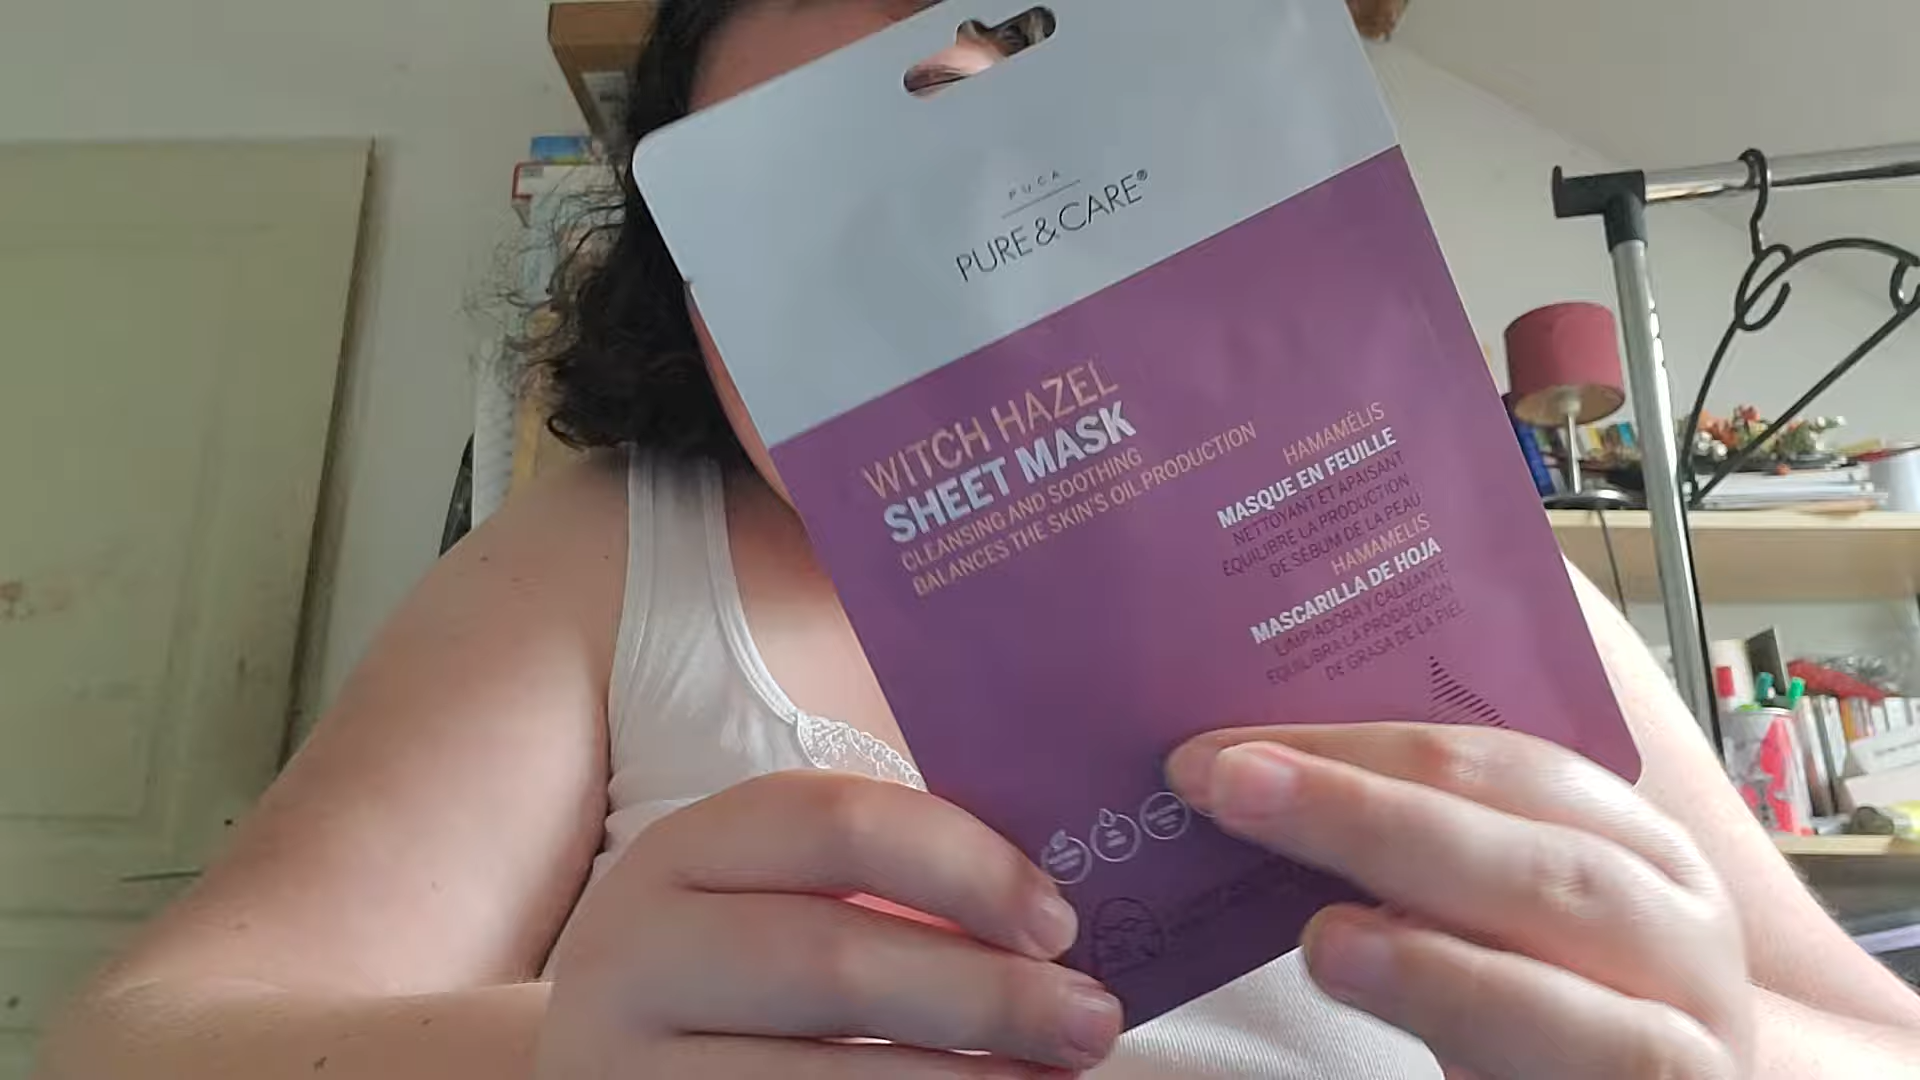 PUCA
PURE & CARE®
WITCH HAZEL
SHEET MASK
CLEANSING AND SOOTHING
BALANCES THE SKIN'S OIL PRODUCTION
HAMAMÉLIS
MASQUE EN FEUILLE
NETTOYANT ET APAISANT
EQUILIBRE LA PRODUCTION
DE SÉBUM DE LA PEAU
HAMAMELIS
MASCARILLA DE HOJA
LIMPIADORA Y CALMANTE
EQUILIBRA LA PRODUCCIÓN
DE GRASA DE LA PIEL